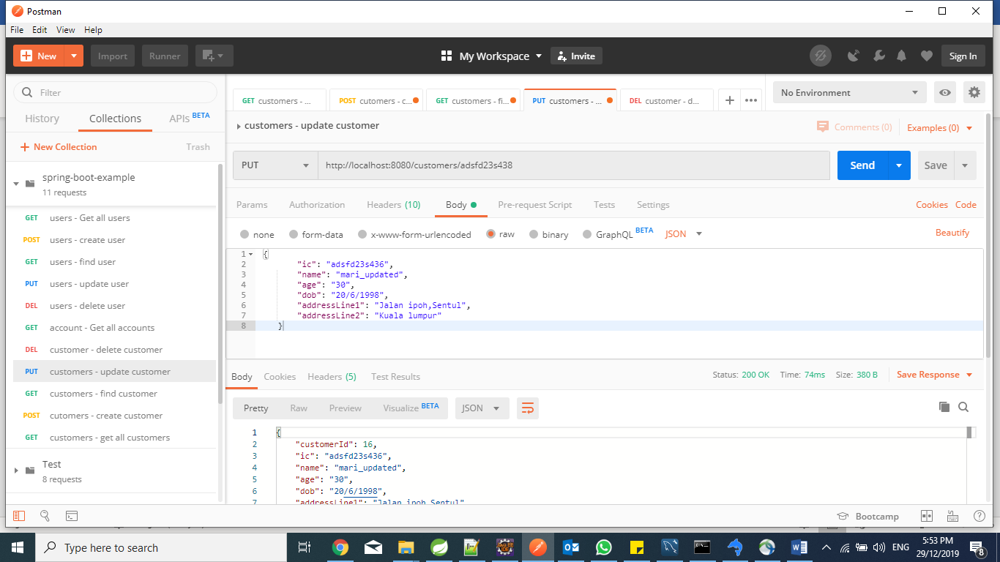 Postman
File Edit View Help
New Import Runner My Workspace Invite Sign In
Filter
History Collections APIs BETA
New Collection Trash
spring-boot-example
11 requests
GET users - Get all users
POST users - create user
GET users - find user
PUT users - update user
DEL users - delete user
GET account - Get all accounts
DEL customer - delete customer
PUT customers - update customer
GET customers - find customer
POST cutomers - create customer
GET customers - get all customers
Test
8 requests
GET customers - ... POST cutomers - c... GET customers - fi... PUT customers - ... DEL customer - d... No Environment
customers - update customer Comments (0) Examples (0)
PUT http://localhost:8080/customers/adsfd23s438 Send Save
Params Authorization Headers (10) Body Pre-request Script Tests Settings Cookies Code
none form-data x-www-form-urlencoded raw binary GraphQL BETA JSON Beautify
1 {
2 "ic": "adsfd23s436",
3 "name": "mari_updated",
4 "age": "30",
5 "dob": "20/6/1998",
6 "addressLine1": "Jalan ipoh,Sentul",
7 "addressLine2": "Kuala lumpur"
8 }
Body Cookies Headers (5) Test Results Status: 200 OK Time: 74ms Size: 380 B Save Response
Pretty Raw Preview Visualize BETA JSON
1 {
2 "customerId": 16,
3 "ic": "adsfd23s436",
4 "name": "mari_updated",
5 "age": "30",
6 "dob": "20/6/1998",
7 "addressLine1": "Jalan ipoh,Sentul"
Bootcamp
Type here to search ENG 5:53 PM
29/12/2019 8